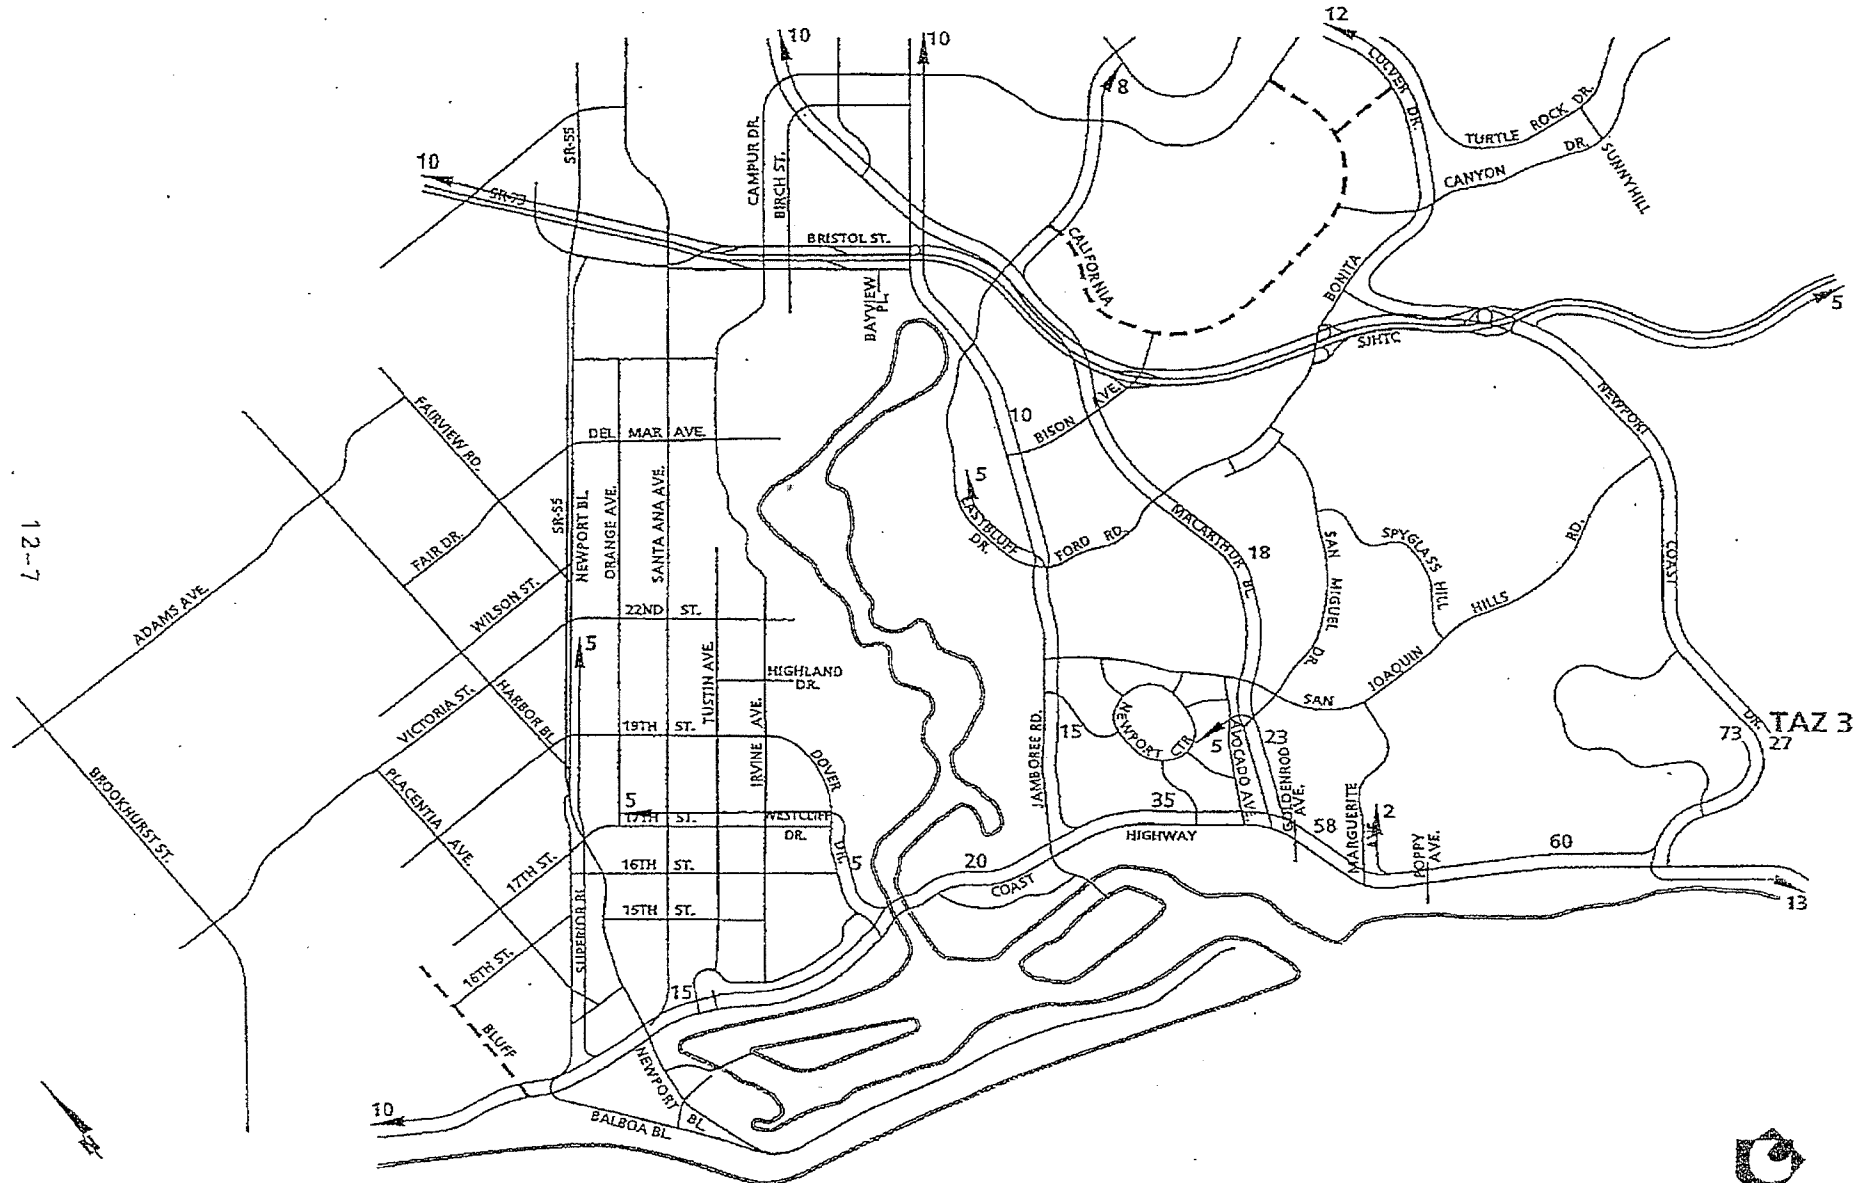 12
10
10
8
CULVER DR.
TURTLE ROCK DR.
CANYON DR.
SUNNYHILL
SR-55
CAMPUR DR.
BIRCH ST.
10
SR-73
BRISTOL ST.
CALIFORNIA
BAYVIEW PL.
BONITA
5
SJHTC
FAIRVIEW RD.
DEL MAR AVE.
10
BISON AVE.
NEWPORT
COAST
DR.
SR-55
NEWPORT BL.
ORANGE AVE.
SANTA ANA AVE.
5
EASTBLUFF DR.
FORD RD.
MACARTHUR BL.
18
SAN MIGUEL DR.
SPYGLASS HILL
12-7
FAIR DR.
WILSON ST.
ADAMS AVE.
22ND ST.
5
TUSTIN AVE.
HIGHLAND DR.
SAN JOAQUIN HILLS RD.
HARBOR BL.
VICTORIA ST.
19TH ST.
IRVINE AVE.
DOVER DR.
JAMBOREE RD.
15
NEWPORT CTR.
5
AVOCADO AVE.
23
GOLDENROD AVE.
73
27
TAZ 3
BROOKHURST ST.
PLACENTIA AVE.
5
17TH ST.
WESTCLIFF DR.
35
HIGHWAY
58
MARGUERITE AVE.
2
POPPY AVE.
60
17TH ST.
16TH ST.
5
20
COAST
13
15TH ST.
SUPERIOR BL.
16TH ST.
15
BLUFF
NEWPORT BL.
10
BALBOA BL.
N